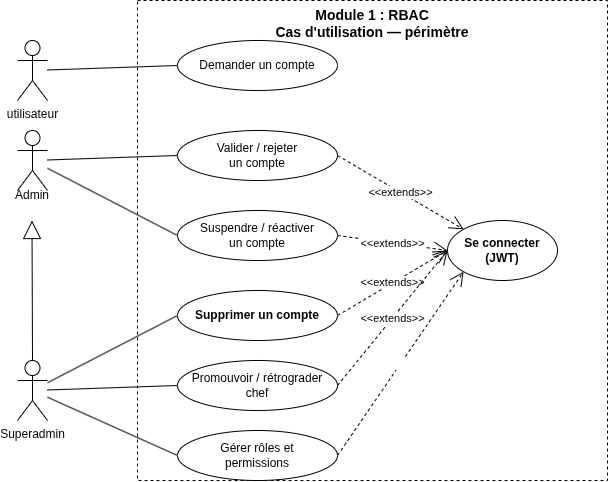 Module 1 : RBAC
Cas d'utilisation — périmètre
Demander un compte
utilisateur
Valider / rejeter
un compte
<<extends>>
Admin
Suspendre / réactiver
un compte
<<extends>>
Se connecter
(JWT)
<<extends>>
Supprimer un compte
<<extends>>
Promouvoir / rétrograder
chef
Superadmin
Gérer rôles et
permissions